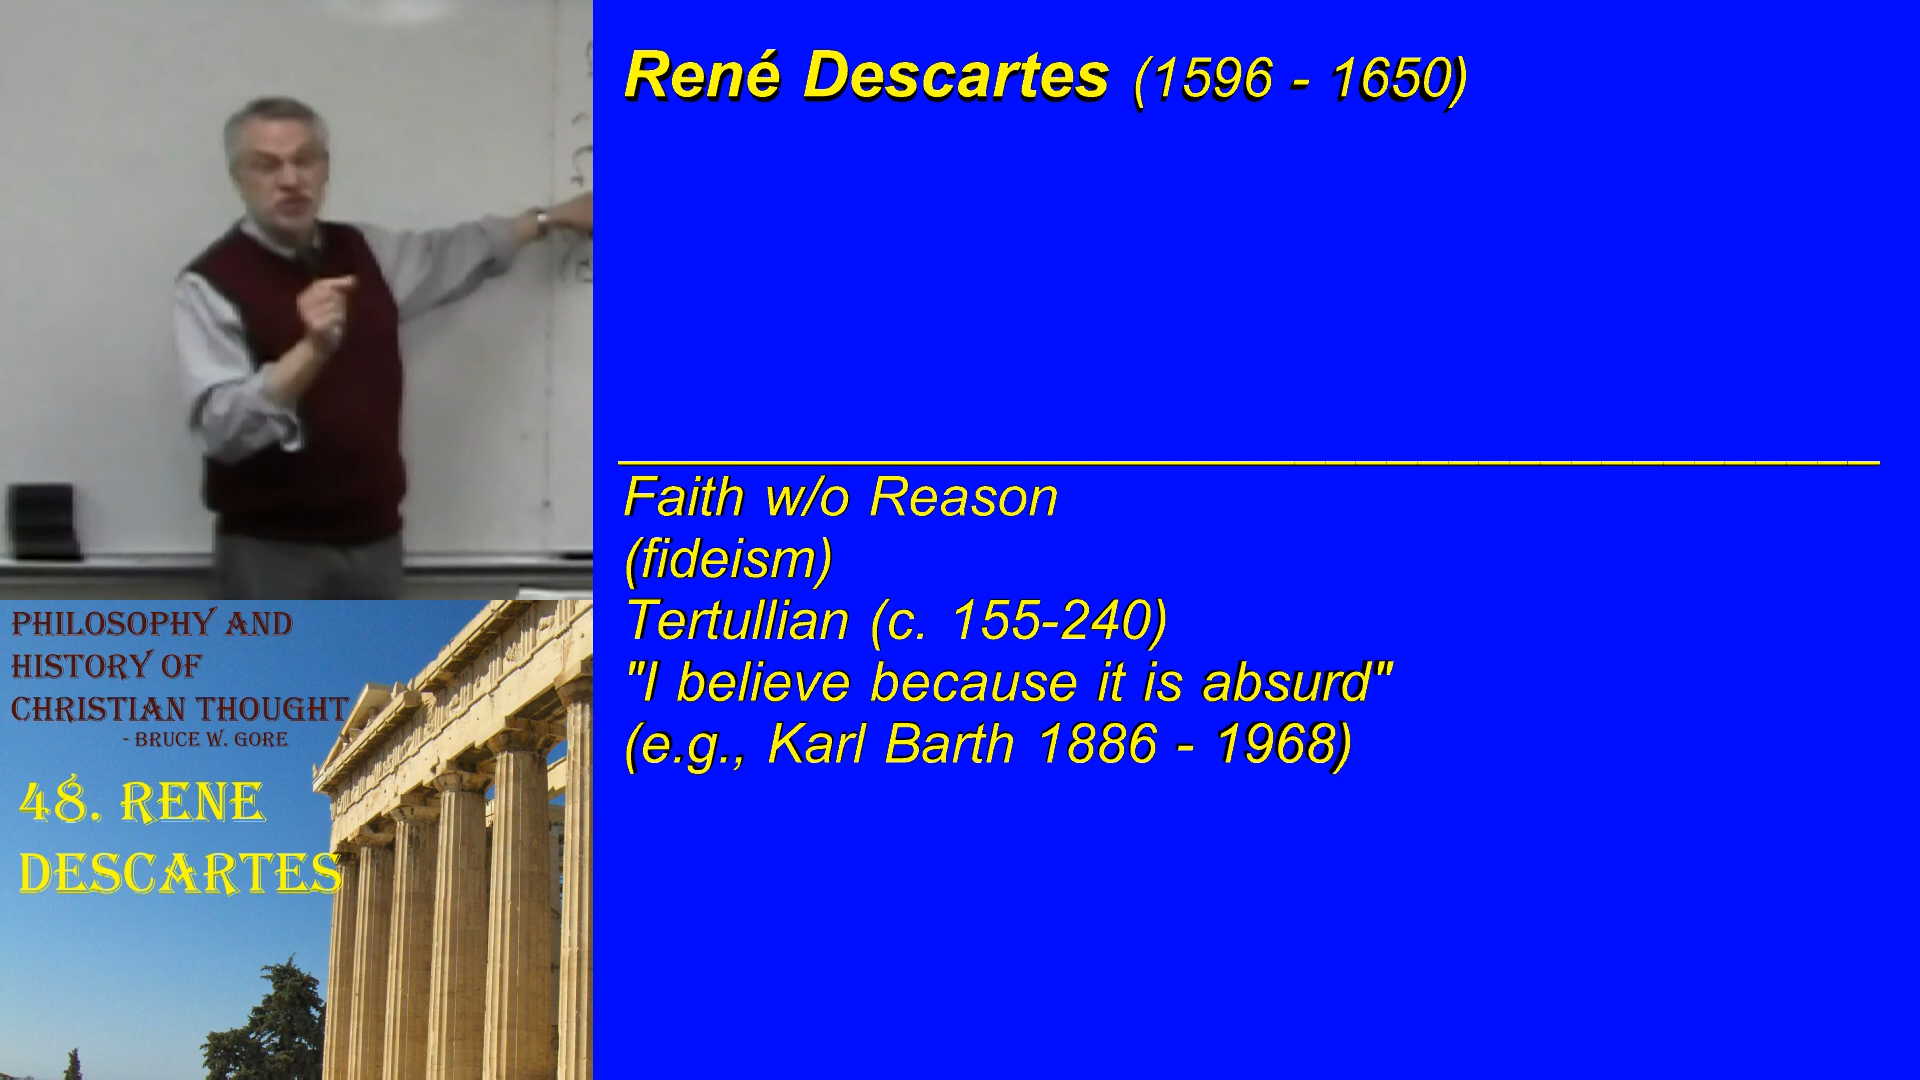 René Descartes (1596 - 1650)
Faith w/o Reason
(fideism)
Tertullian (c. 155-240)
"I believe because it is absurd"
(e.g., Karl Barth 1886 - 1968)
PHILOSOPHY AND
HISTORY OF
CHRISTIAN THOUGHT
- BRUCE W. GORE
48. RENE
DESCARTES